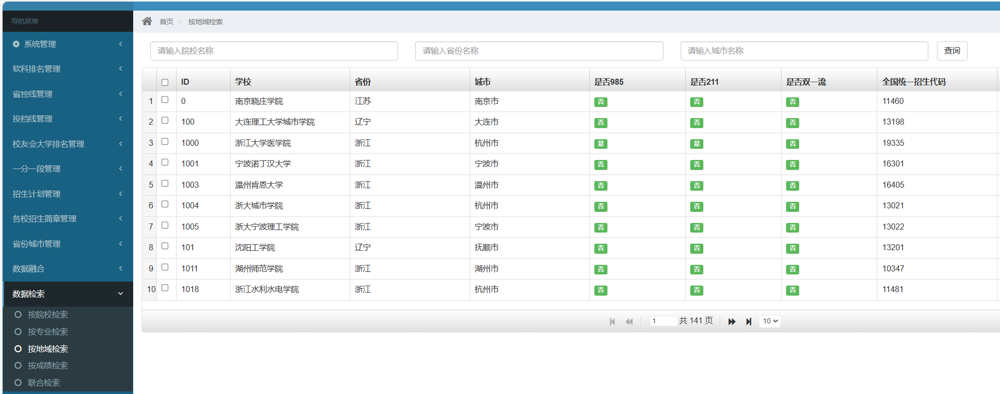 导航菜单
系统管理
软科排名管理
省控线管理
投档线管理
校友会大学排名管理
一分一段管理
招生计划管理
各校招生简章管理
省份城市管理
数据融合
数据检索
按院校检索
按专业检索
按地域检索
按成绩检索
联合检索
首页 > 按地域检索
请输入院校名称 请输入省份名称 请输入城市名称 查询
ID 学校 省份 城市 是否985 是否211 是否双一流 全国统一招生代码
1 0 南京晓庄学院 江苏 南京市 否 否 否 11460
2 100 大连理工大学城市学院 辽宁 大连市 否 否 否 13198
3 1000 浙江大学医学院 浙江 杭州市 是 是 否 19335
4 1001 宁波诺丁汉大学 浙江 宁波市 否 否 否 16301
5 1003 温州肯恩大学 浙江 温州市 否 否 否 16405
6 1004 浙大城市学院 浙江 杭州市 否 否 否 13021
7 1005 浙大宁波理工学院 浙江 宁波市 否 否 否 13022
8 101 沈阳工学院 辽宁 抚顺市 否 否 否 13201
9 1011 湖州师范学院 浙江 湖州市 否 否 否 10347
10 1018 浙江水利水电学院 浙江 杭州市 否 否 否 11481
1 共 141 页 10